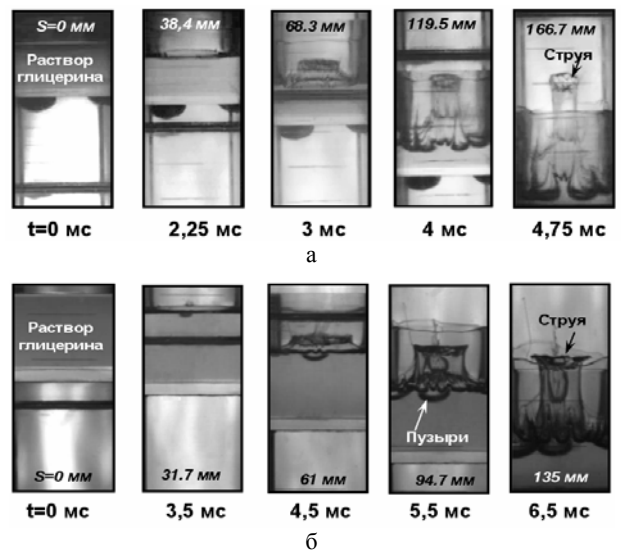 S=0 мм
38,4 мм
68.3 мм
119.5 мм
166.7 мм
Раствор
глицерина
Струя
t=0 мс
2,25 мс
3 мс
4 мс
4,75 мс
а
Раствор
глицерина
Струя
Пузыри
S=0 мм
31.7 мм
61 мм
94.7 мм
135 мм
t=0 мс
3,5 мс
4,5 мс
5,5 мс
6,5 мс
б